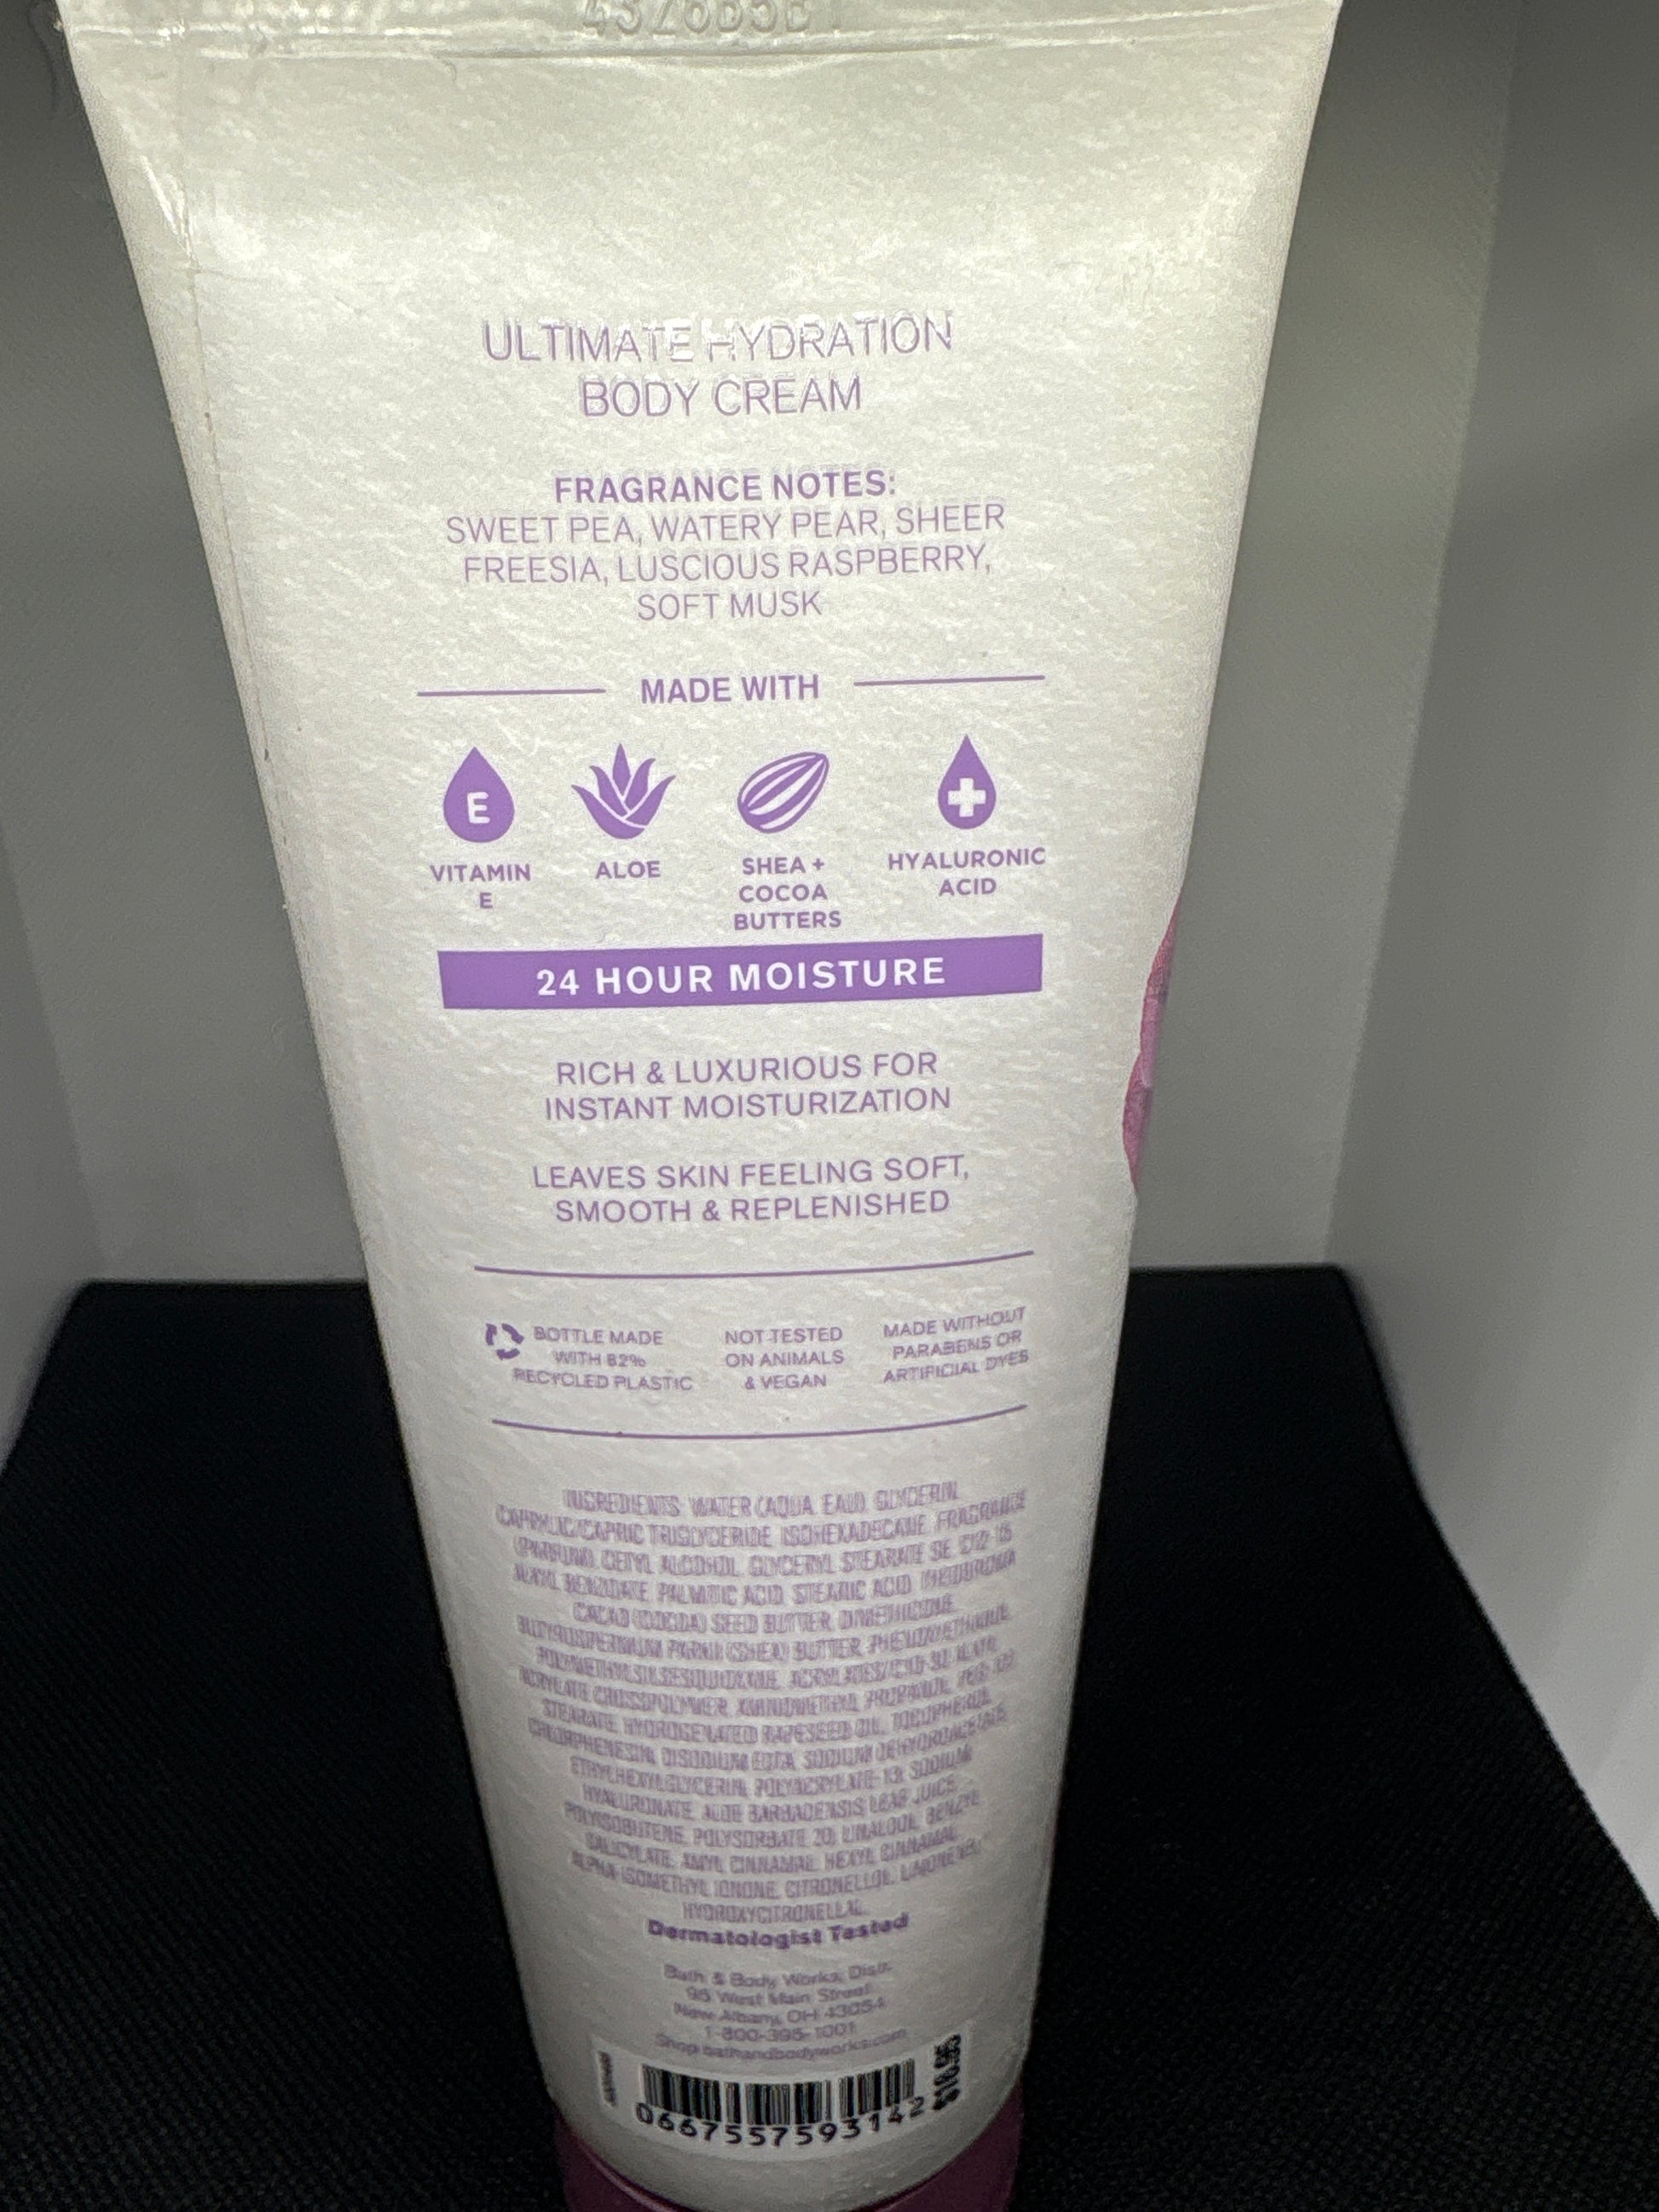 ULTIMATE HYDRATION
BODY CREAM
FRAGRANCE NOTES:
SWEET PEA, WATERY PEAR, SHEER
FREESIA, LUSCIOUS RASPBERRY,
SOFT MUSK
MADE WITH
E
VITAMIN
E
ALOE
SHEA +
COCOA
BUTTERS
HYALURONIC
ACID
24 HOUR MOISTURE
RICH & LUXURIOUS FOR
INSTANT MOISTURIZATION
LEAVES SKIN FEELING SOFT,
SMOOTH & REPLENISHED
BOTTLE MADE
WITH 82%
RECYCLED PLASTIC
NOT TESTED
ON ANIMALS
& VEGAN
MADE WITHOUT
PARABENS OR
ARTIFICIAL DYES
INGREDIENTS: WATER (AQUA, EAU), GLYCERIN,
CAPRYLIC/CAPRIC TRIGLYCERIDE, ISOHEXADECANE, FRAGRANCE
(PARFUM), CETYL ALCOHOL, GLYCERYL STEARATE SE, C12-15
ALKYL BENZOATE, PALMITIC ACID, STEARIC ACID, THEOBROMA
CACAO (COCOA) SEED BUTTER, DIMETHICONE,
BUTYROSPERMUM PARKII (SHEA) BUTTER, PHENOXYETHANOL,
POLYMETHYLSILSESQUIOXANE, ACRYLATES/C10-30 ALKYL
ACRYLATE CROSSPOLYMER, AMINOMETHYL PROPANOL, PEG-100
STEARATE, HYDROGENATED RAPESEED OIL, TOCOPHEROL,
CHLORPHENESIN, DISODIUM EDTA, SODIUM DEHYDROACETATE,
ETHYLHEXYLGLYCERIN, POLYACRYLATE-13, SODIUM
HYALURONATE, ALOE BARBADENSIS LEAF JUICE,
POLYISOBUTENE, POLYSORBATE 20, LINALOOL, BENZYL
SALICYLATE, AMYL CINNAMAL, HEXYL CINNAMAL,
ALPHA-ISOMETHYL IONONE, CITRONELLOL, LIMONENE,
HYDROXYCITRONELLAL.
Dermatologist Tested
Bath & Body Works, Distr.
95 West Main Street
New Albany, OH 43054
1-800-395-1001
Shop bathandbodyworks.com
0667557593142